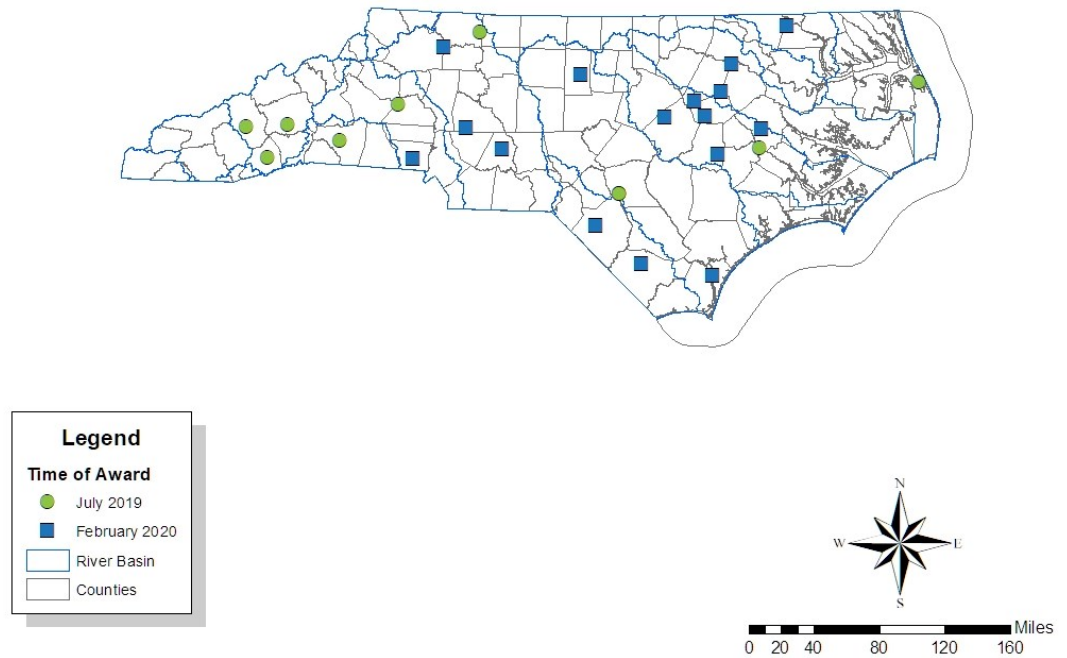 Legend
Time of Award
July 2019
February 2020
River Basin
Counties
N
W E
S
Miles
0 20 40 80 120 160